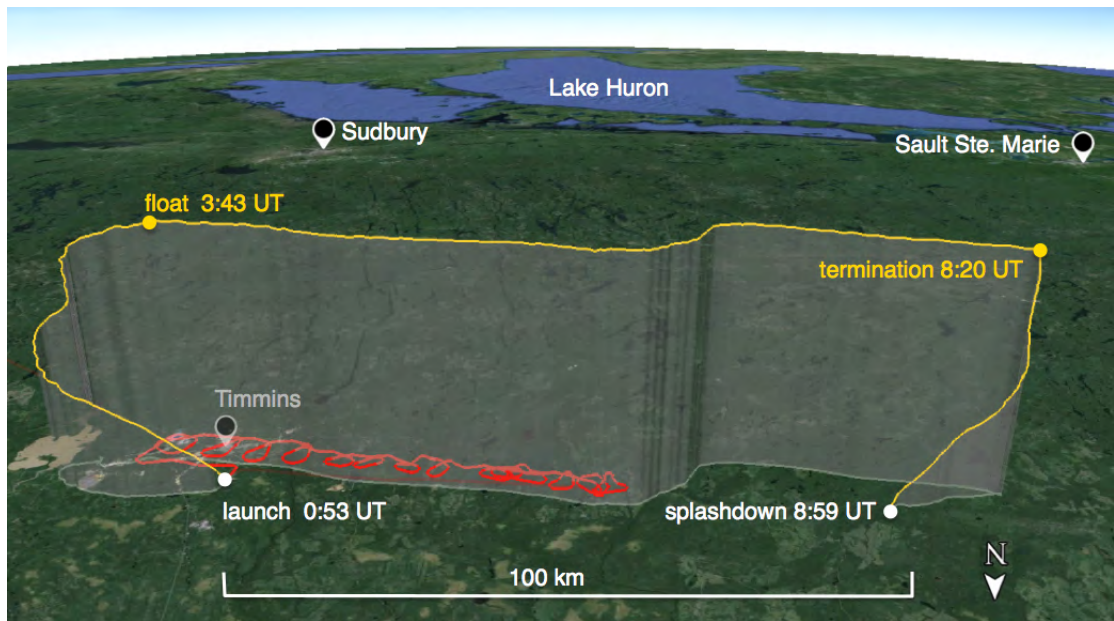 Lake Huron
Sudbury
Sault Ste. Marie
float 3:43 UT
termination 8:20 UT
Timmins
launch 0:53 UT
splashdown 8:59 UT
100 km
N